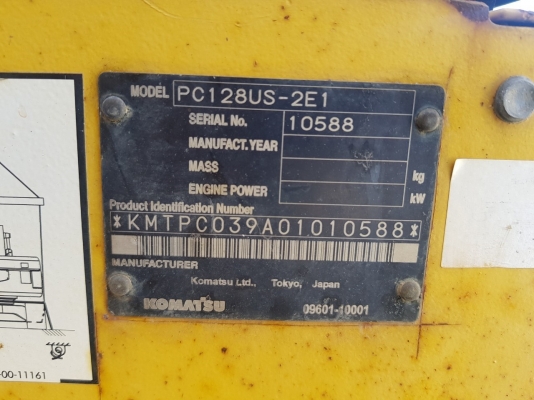 MODEL PC128US-2E1
SERIAL No. 10588
MANUFACT.YEAR
MASS kg
ENGINE POWER kW
Product Identification Number
*KMTPC039A01010588*
MANUFACTURER
Komatsu Ltd., Tokyo, Japan
KOMATSU 09601-10001
-00-11161